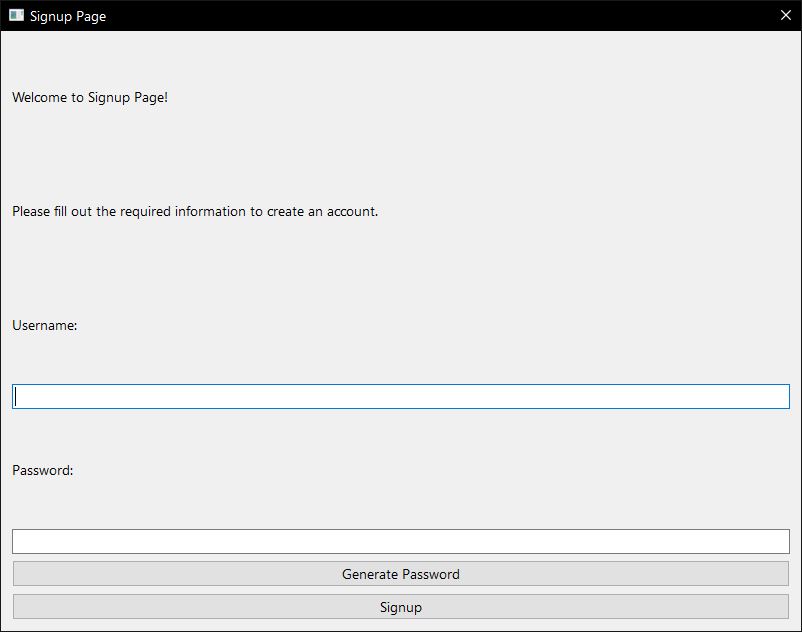 Signup Page
Welcome to Signup Page!
Please fill out the required information to create an account.
Username:
Password:
Generate Password
Signup